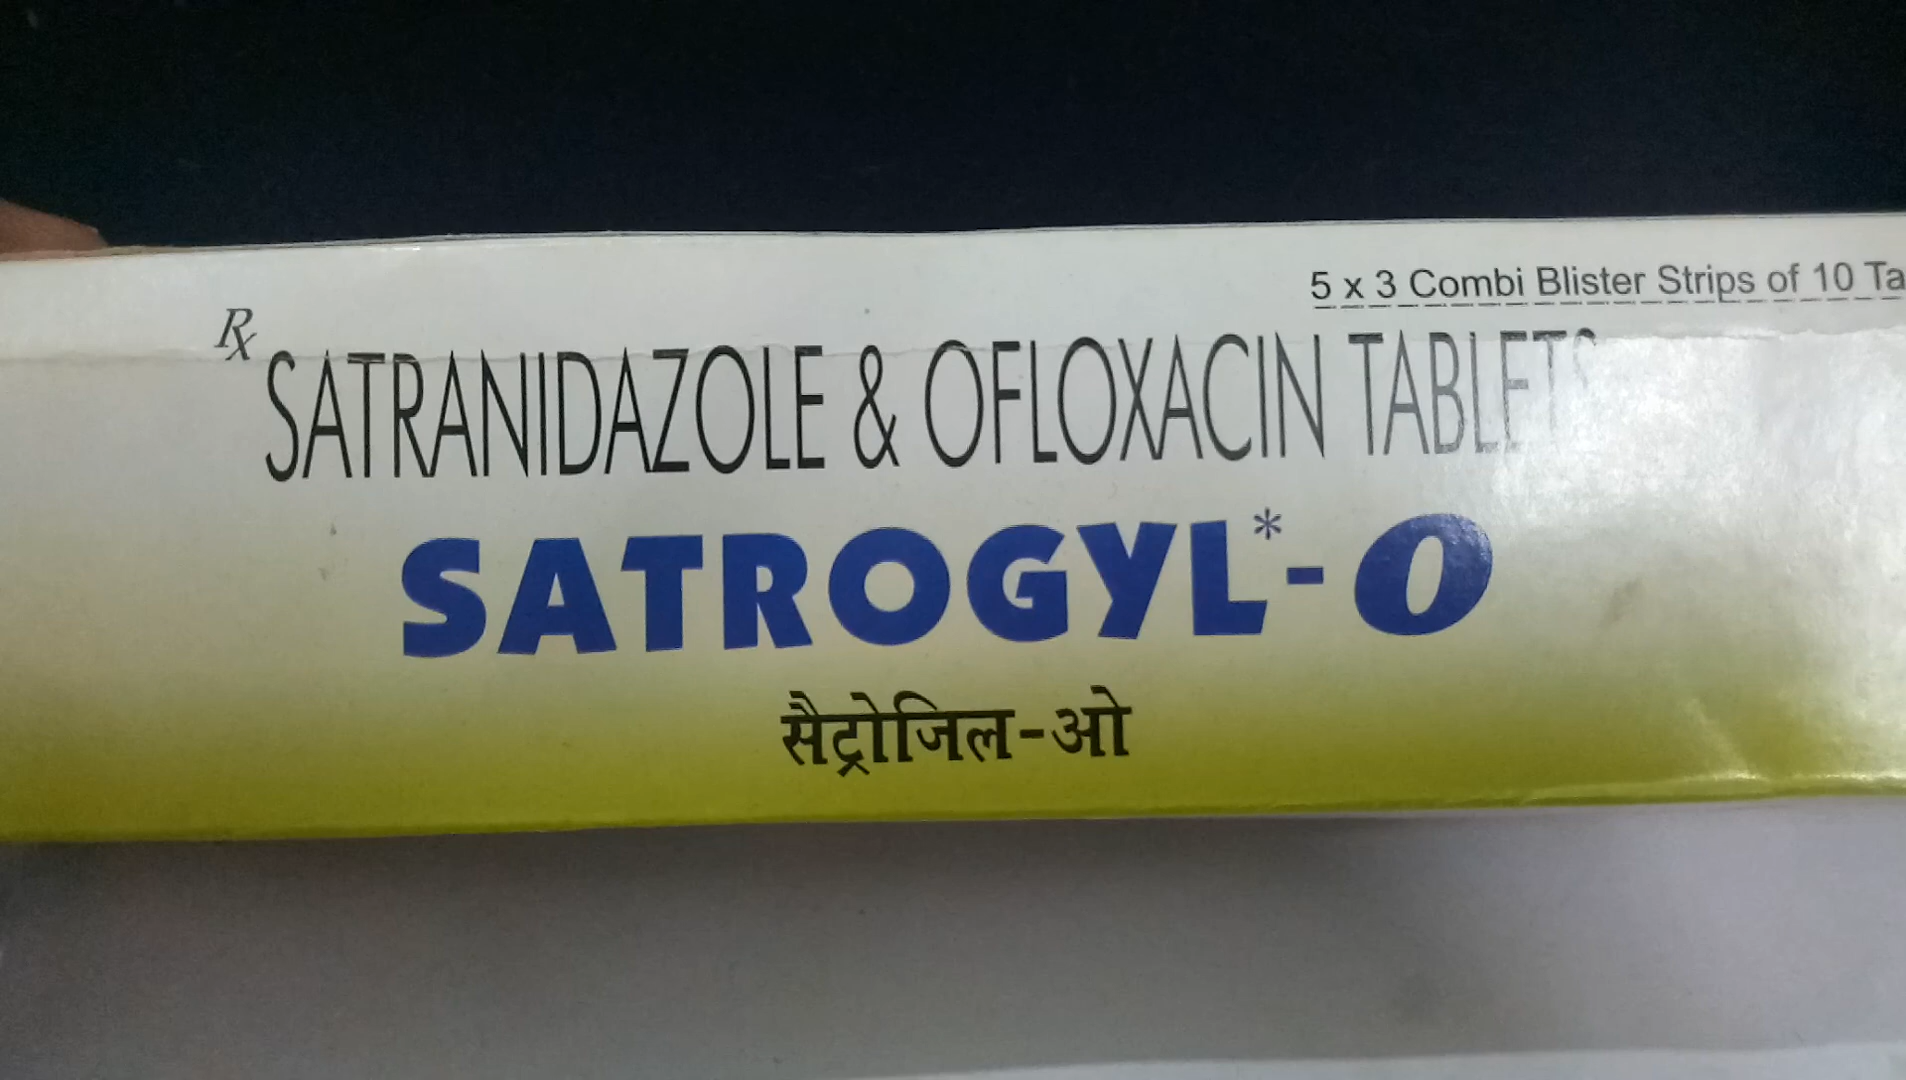 5 x 3 Combi Blister Strips of 10 Ta
Rx
SATRANIDAZOLE & OFLOXACIN TABLETS
SATROGYL*-O
सैट्रोजिल-ओ